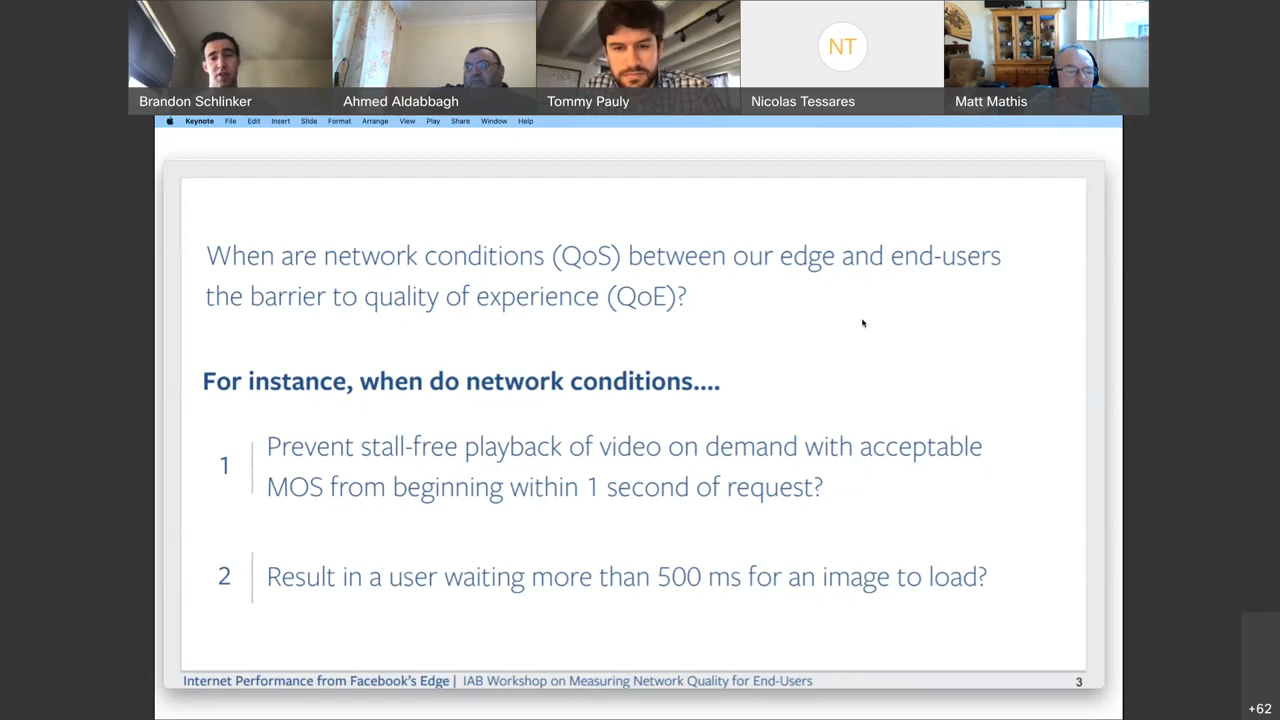 NT
Brandon Schlinker
Ahmed Aldabbagh
Tommy Pauly
Nicolas Tessares
Matt Mathis
Keynote File Edit Insert Slide Format Arrange View Play Share Window Help
When are network conditions (QoS) between our edge and end-users
the barrier to quality of experience (QoE)?
For instance, when do network conditions....
1
Prevent stall-free playback of video on demand with acceptable
MOS from beginning within 1 second of request?
2
Result in a user waiting more than 500 ms for an image to load?
Internet Performance from Facebook's Edge | IAB Workshop on Measuring Network Quality for End-Users
3
+62